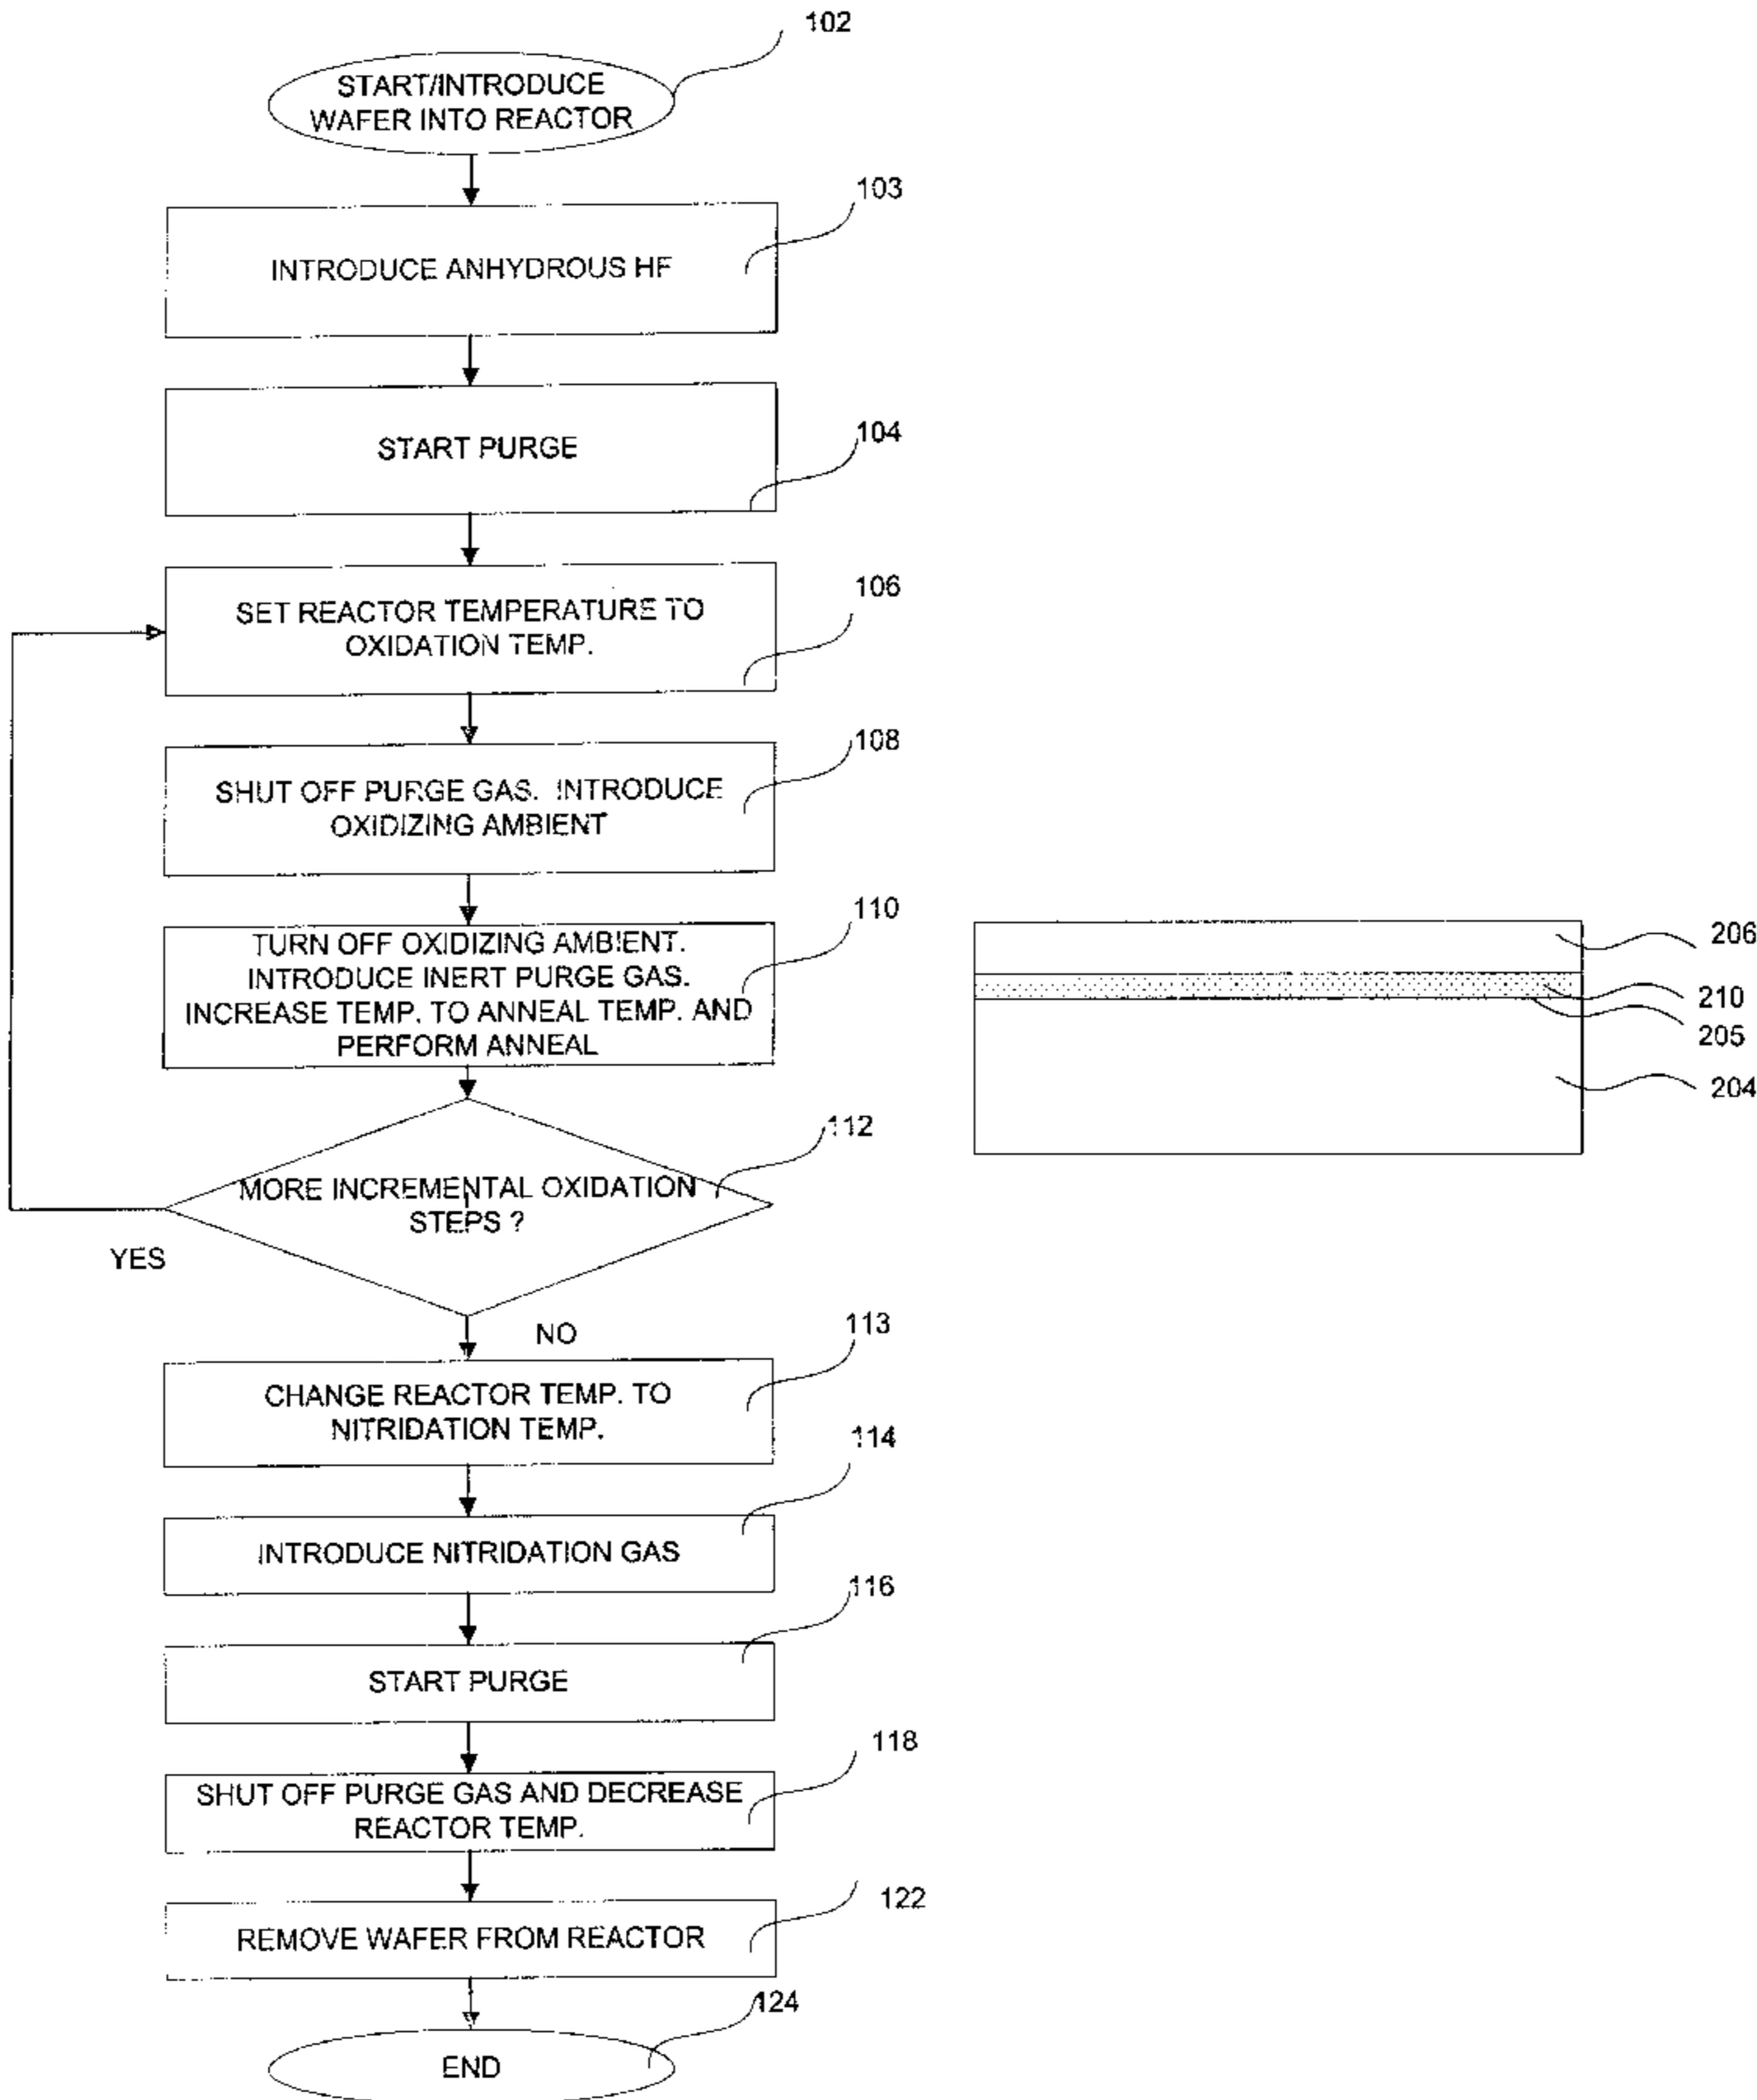 102
START/INTRODUCE
WAFER INTO REACTOR
103
INTRODUCE ANHYDROUS HF
104
START PURGE
106
SET REACTOR TEMPERATURE TO
OXIDATION TEMP.
108
SHUT OFF PURGE GAS. INTRODUCE
OXIDIZING AMBIENT
110
TURN OFF OXIDIZING AMBIENT.
INTRODUCE INERT PURGE GAS.
INCREASE TEMP. TO ANNEAL TEMP. AND
PERFORM ANNEAL
112
MORE INCREMENTAL OXIDATION
STEPS ?
YES
NO
113
CHANGE REACTOR TEMP. TO
NITRIDATION TEMP.
114
INTRODUCE NITRIDATION GAS
116
START PURGE
118
SHUT OFF PURGE GAS AND DECREASE
REACTOR TEMP.
122
REMOVE WAFER FROM REACTOR
124
END
206
210
205
204